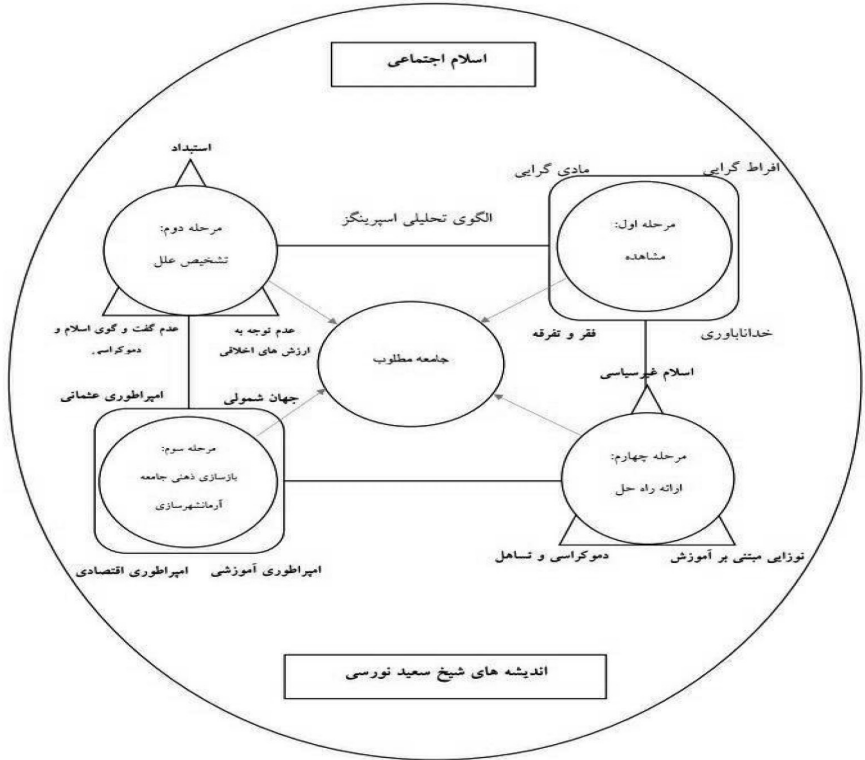 اسلام اجتماعی
استبداد
افراط گرایی
مادی گرایی
مرحله اول:
مشاهده
الگوی تحلیلی اسپرینگز
مرحله دوم:
تشخیص علل
خداناباوری
فقر و تفرقه
عدم توجه به
ارزش های اخلاقی
عدم گفت و گوی اسلام و
دموکراسی
جامعه مطلوب
اسلام غیرسیاسی
جهان شمولی
امپراطوری عثمانی
مرحله چهارم:
ارائه راه حل
مرحله سوم:
بازسازی ذهنی جامعه
آرمانشهرسازی
نوزایی مبتنی بر آموزش
دموکراسی و تساهل
امپراطوری آموزشی
امپراطوری اقتصادی
اندیشه های شیخ سعید نورسی